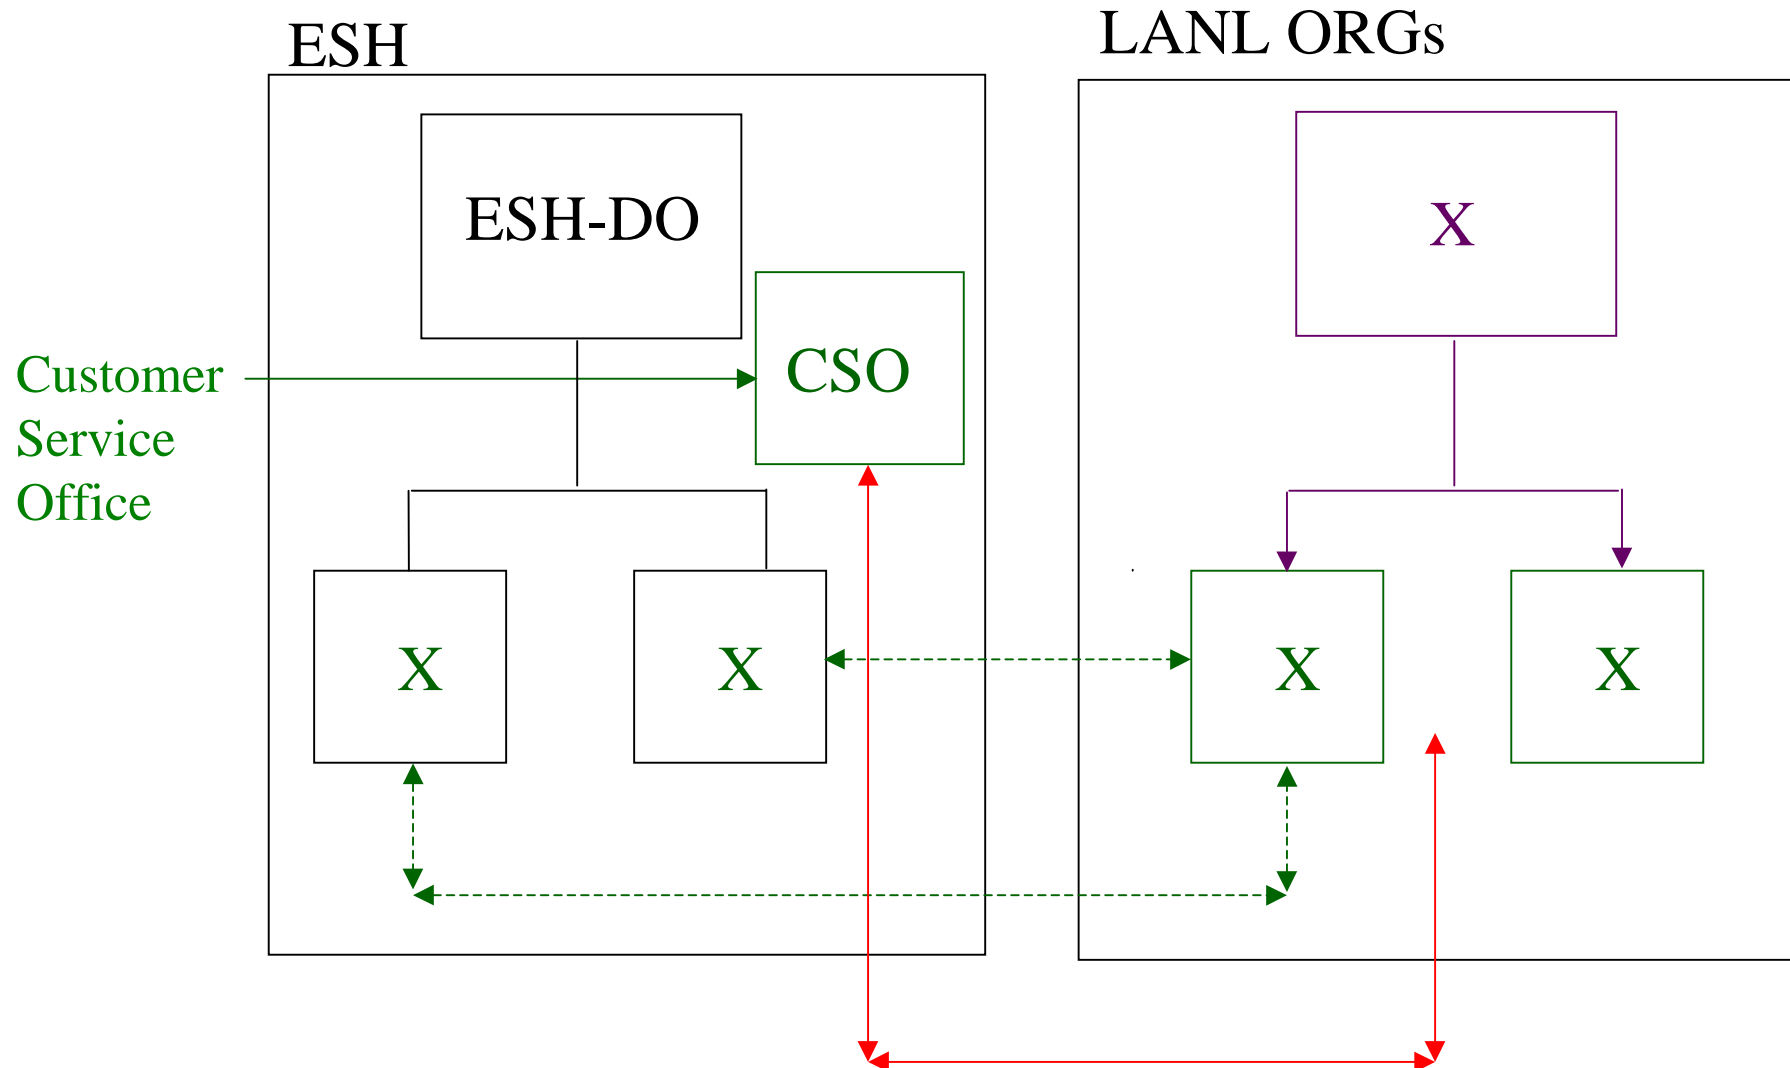 ESH
LANL ORGs
ESH-DO
X
CSO
Customer
Service
Office
X
X
X
X